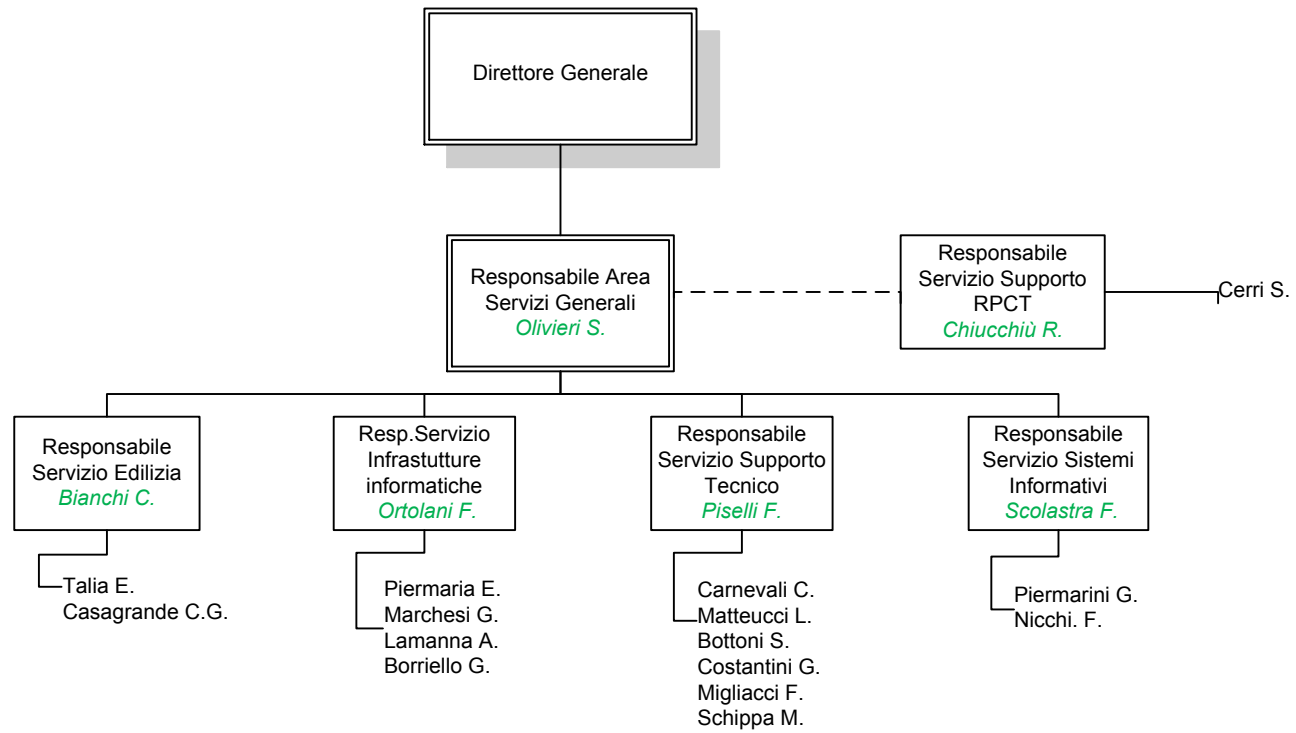 Direttore Generale
Responsabile Area
Servizi Generali
Olivieri S.
Responsabile
Servizio Supporto
RPCT
Chiucchiù R.
Cerri S.
Responsabile
Servizio Edilizia
Bianchi C.
Resp.Servizio
Infrastutture
informatiche
Ortolani F.
Responsabile
Servizio Supporto
Tecnico
Piselli F.
Responsabile
Servizio Sistemi
Informativi
Scolastra F.
Talia E.
Casagrande C.G.
Piermaria E.
Marchesi G.
Lamanna A.
Borriello G.
Carnevali C.
Matteucci L.
Bottoni S.
Costantini G.
Migliacci F.
Schippa M.
Piermarini G.
Nicchi. F.